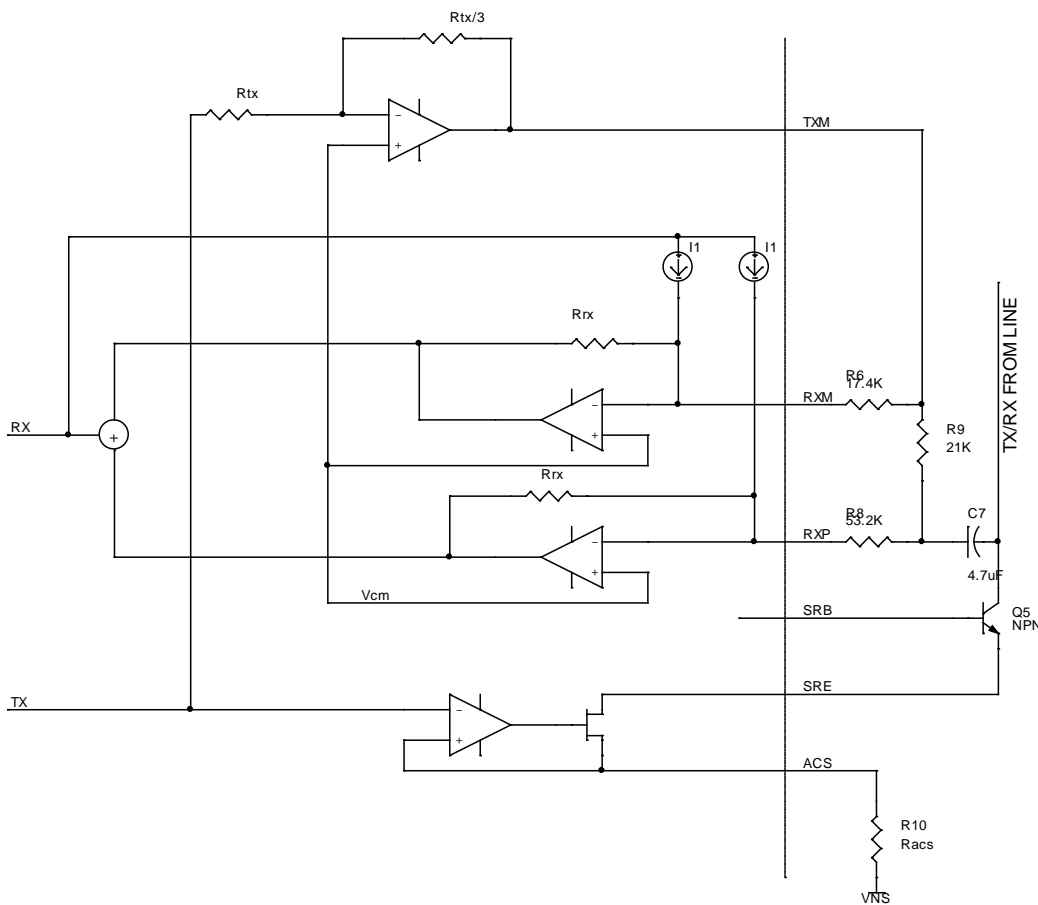 Rtx/3
Rtx
TXM
I1
I1
Rrx
R6
17.4K
RXM
RX
R9
21K
TX/RX FROM LINE
Rrx
R8
53.2K
C7
RXP
4.7uF
Vcm
SRB
Q5
NPN
SRE
TX
ACS
R10
Racs
VNS